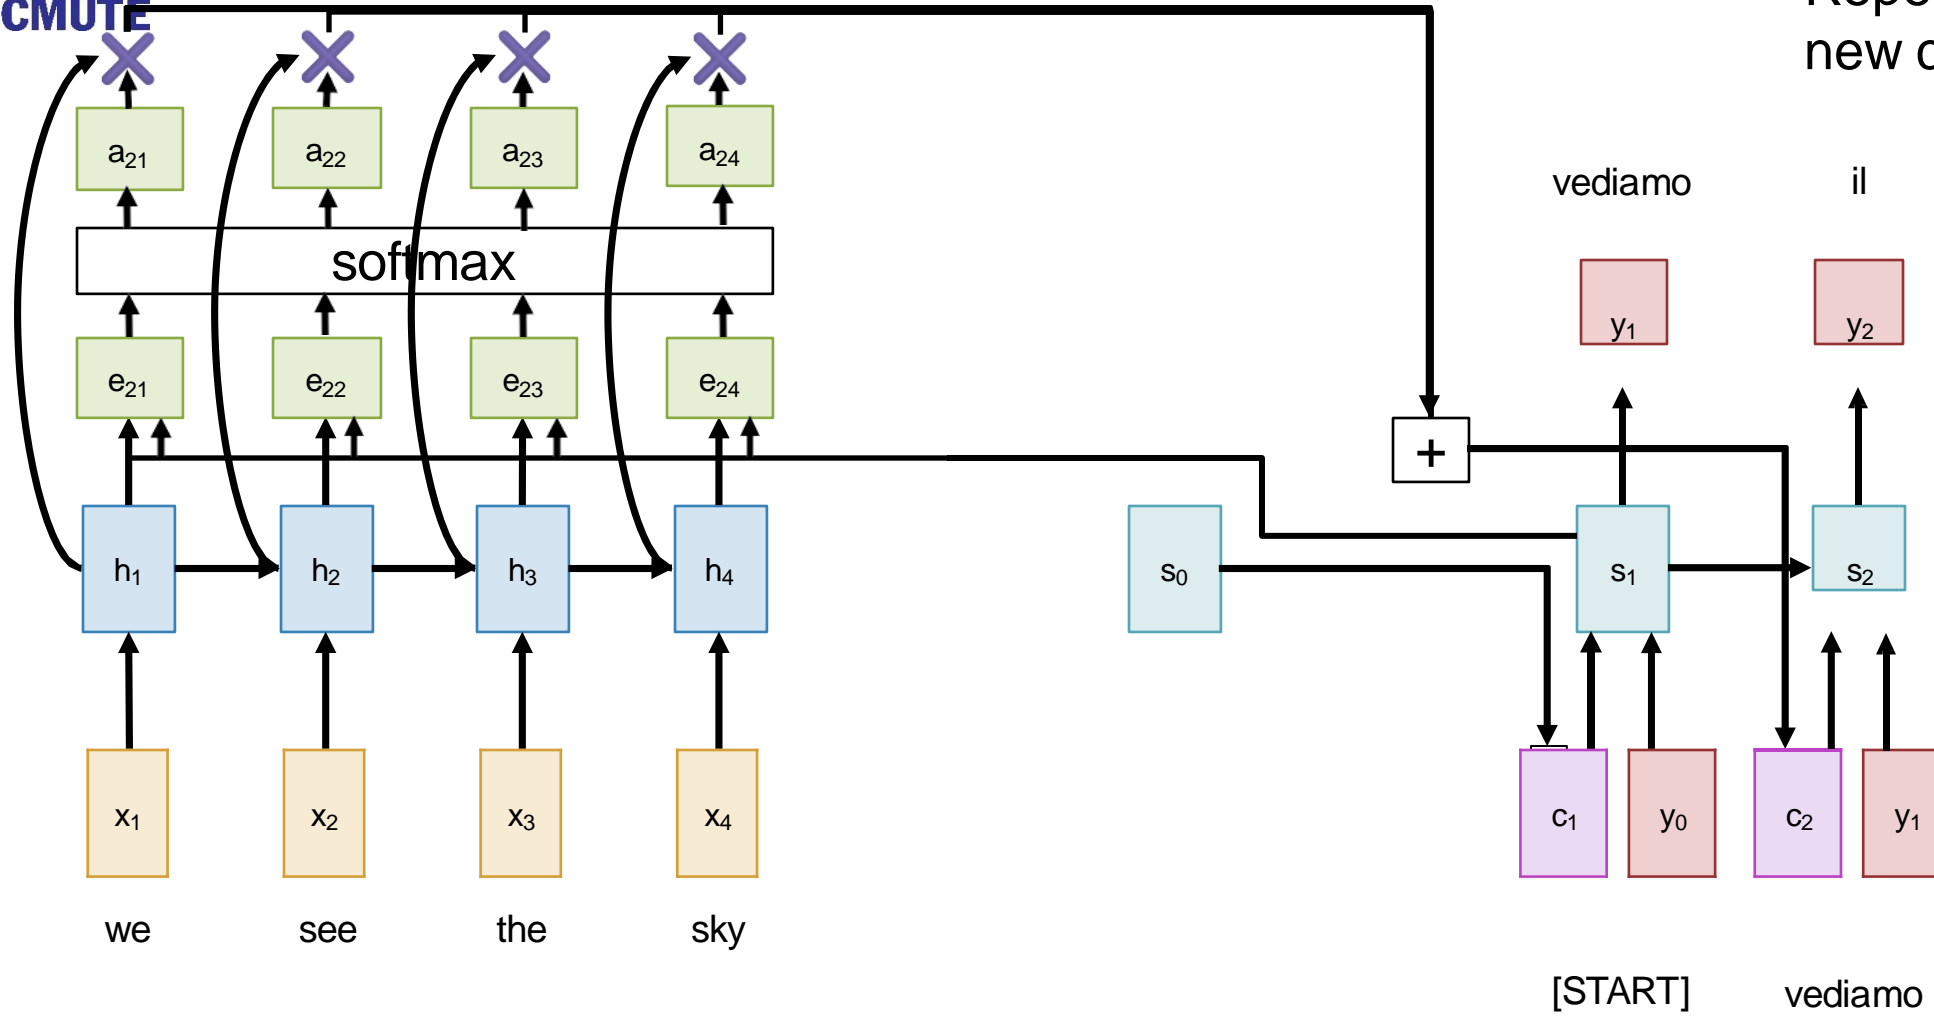 CMUTE
new
a21 a22 a23 a24
vediamo il
softmax
y1 y2
e21 e22 e23 e24
+
h1 h2 h3 h4 s0 s1 s2
x1 x2 x3 x4 c1 y0 c2 y1
we see the sky
[START] vediamo